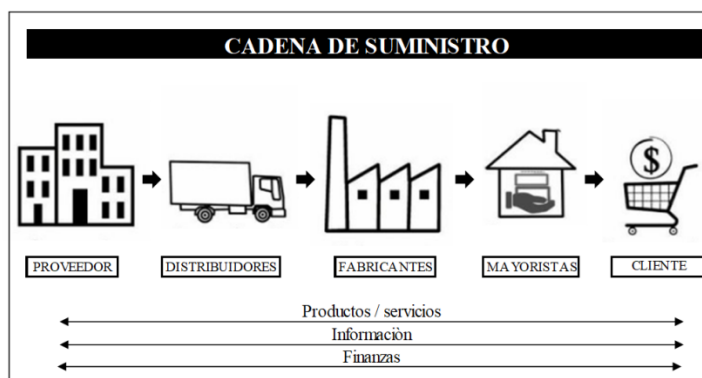 CADENA DE SUMINISTRO
$
PROVEEDOR
DISTRIBUIDORES
FABRICANTES
MAYORISTAS
CLIENTE
Productos / servicios
Informaciòn
Finanzas